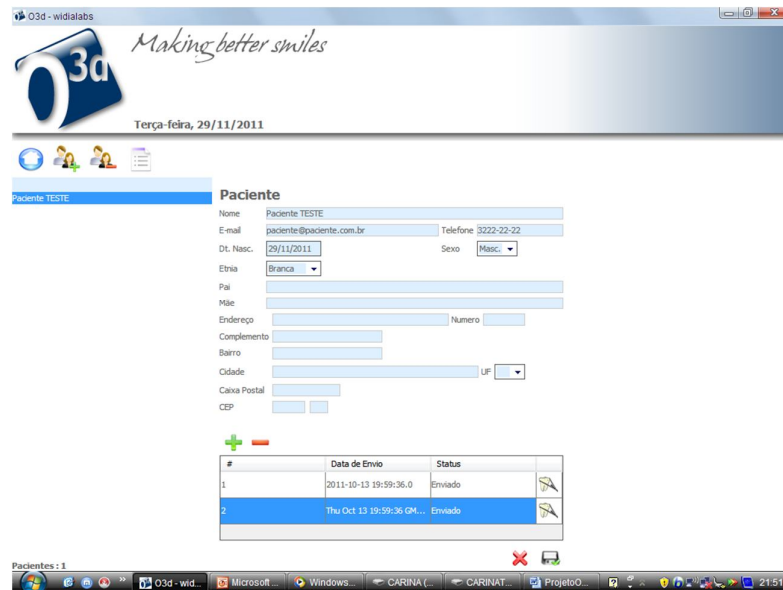 O3d - widialabs
O3d
Making better smiles
Terça-feira, 29/11/2011
Paciente TESTE
Paciente
Nome Paciente TESTE
E-mail paciente@paciente.com.br Telefone 3222-22-22
Dt. Nasc. 29/11/2011 Sexo Masc.
Etnia Branca
Pai
Mãe
Endereço Numero
Complemento
Bairro
Cidade UF
Caixa Postal
CEP
# Data de Envio Status
1 2011-10-13 19:59:36.0 Enviado
2 Thu Oct 13 19:59:36 GM... Enviado
Pacientes : 1
O3d - wid... Microsoft ... Windows... CARINA (... CARINAT... ProjetoO... 21:51